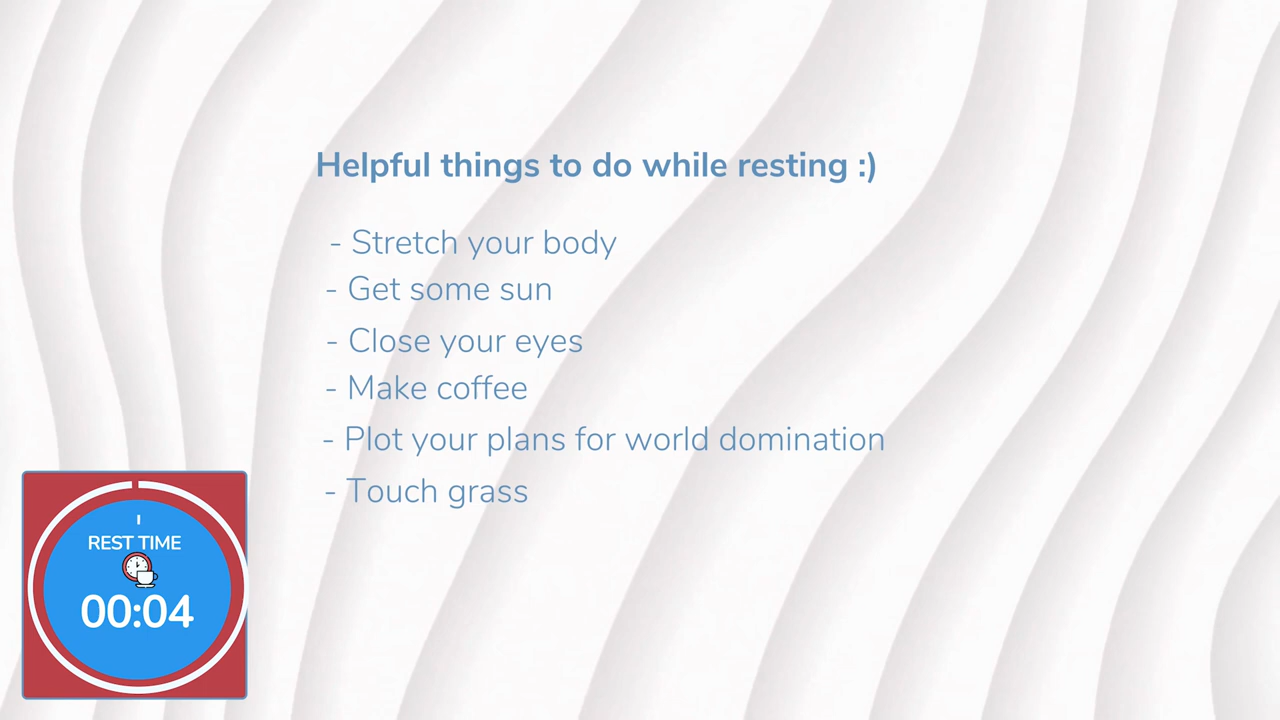 Helpful things to do while resting :)
- Stretch your body
- Get some sun
- Close your eyes
- Make coffee
- Plot your plans for world domination
- Touch grass
REST TIME
00:04